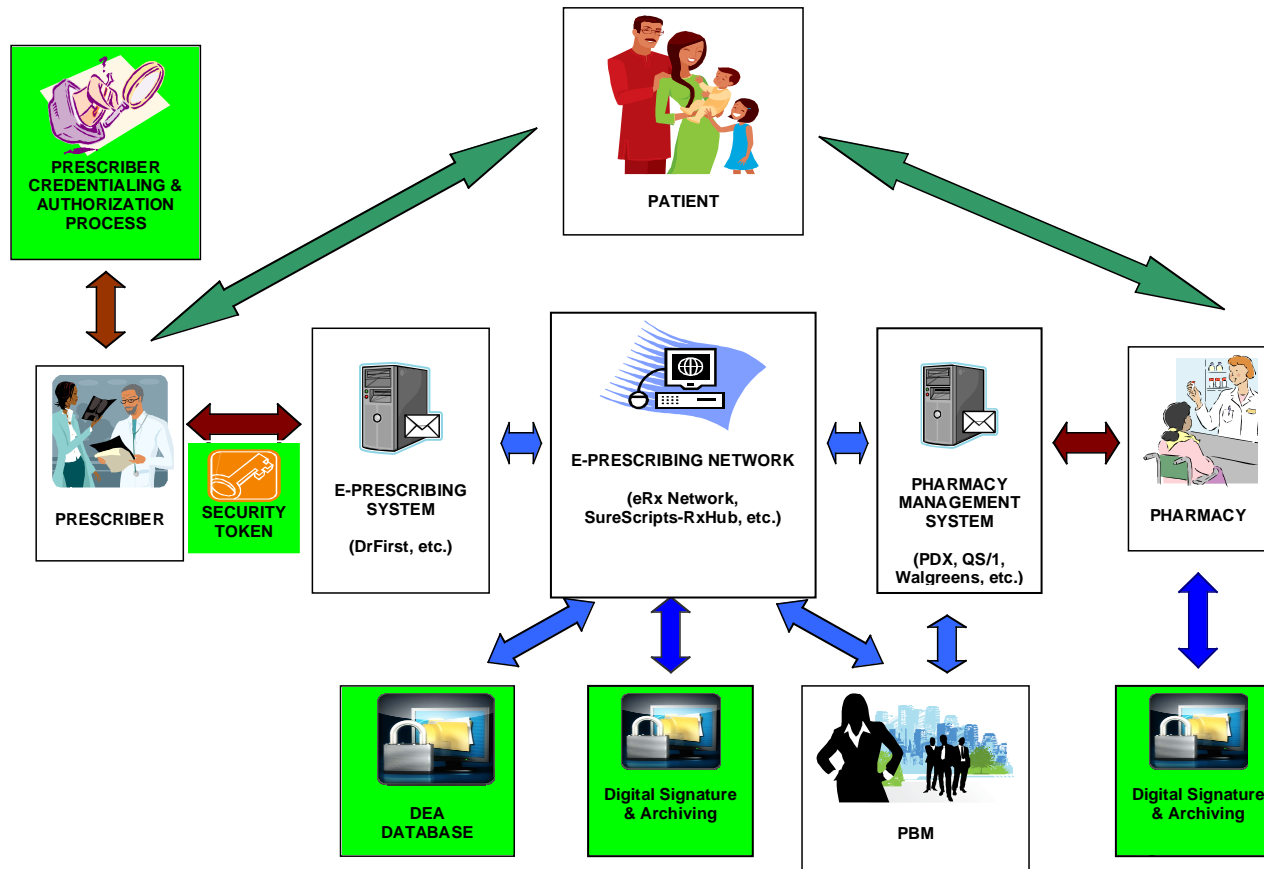 PATIENT
PRESCRIBER
CREDENTIALING &
AUTHORIZATION
PROCESS
PRESCRIBER
SECURITY
TOKEN
E-PRESCRIBING
SYSTEM
(DrFirst, etc.)
E-PRESCRIBING NETWORK
(eRx Network,
SureScripts-RxHub, etc.)
PHARMACY
MANAGEMENT
SYSTEM
(PDX, QS/1,
Walgreens, etc.)
PHARMACY
DEA
DATABASE
Digital Signature
& Archiving
PBM
Digital Signature
& Archiving